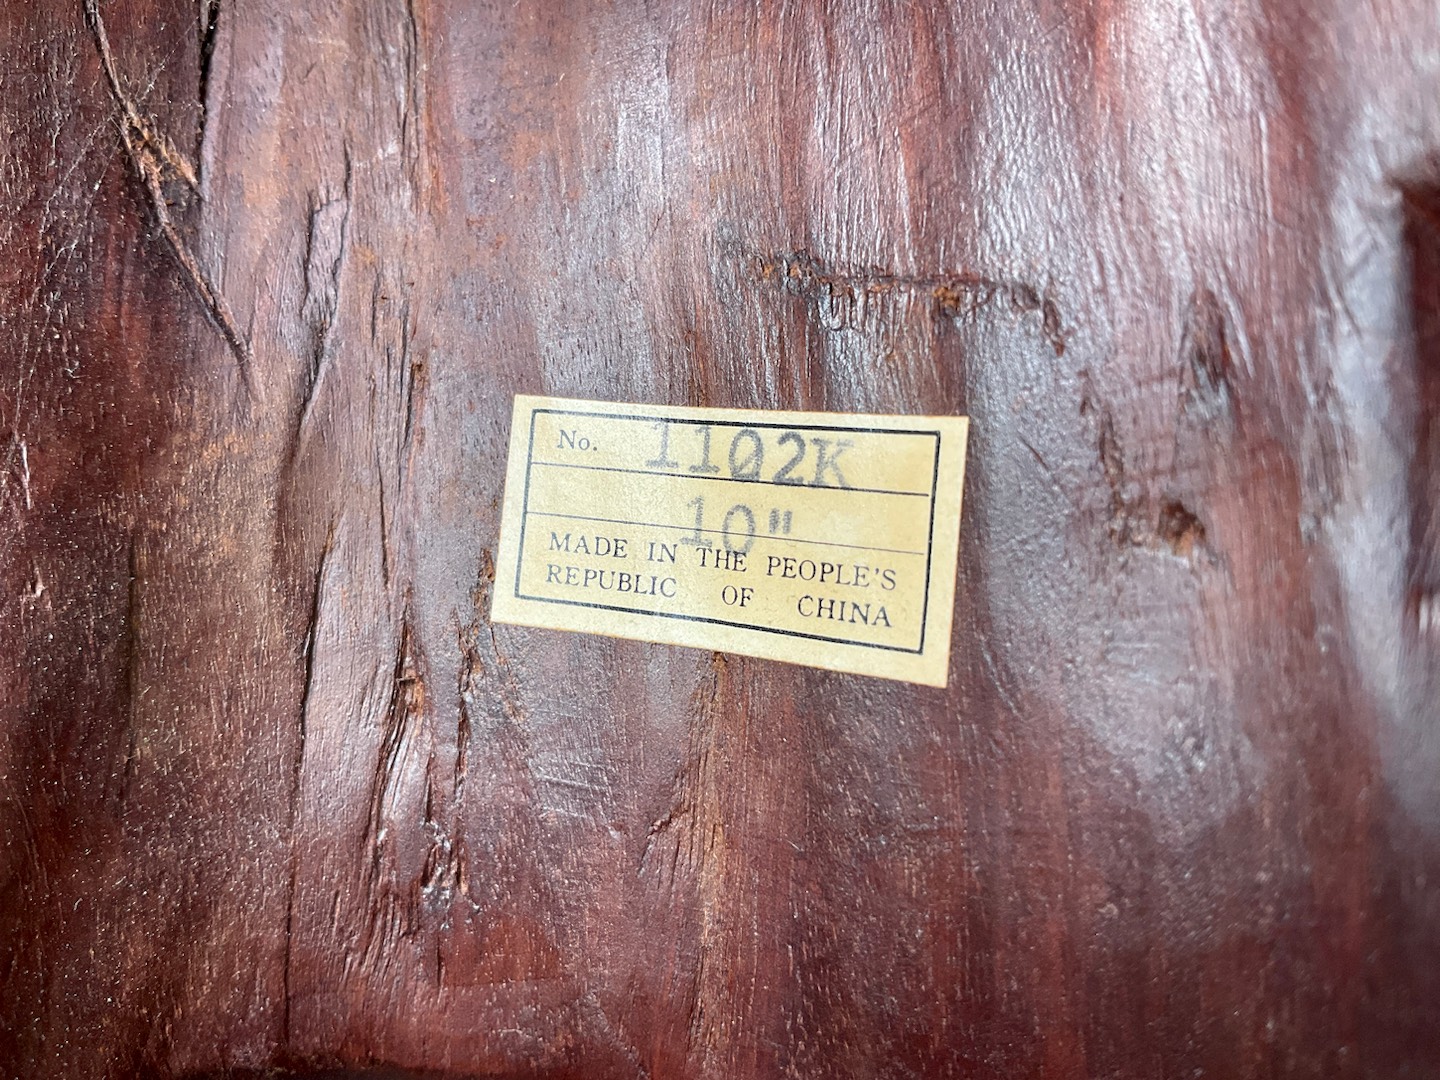 No. 1102K
10"
MADE IN THE PEOPLE'S
REPUBLIC OF CHINA